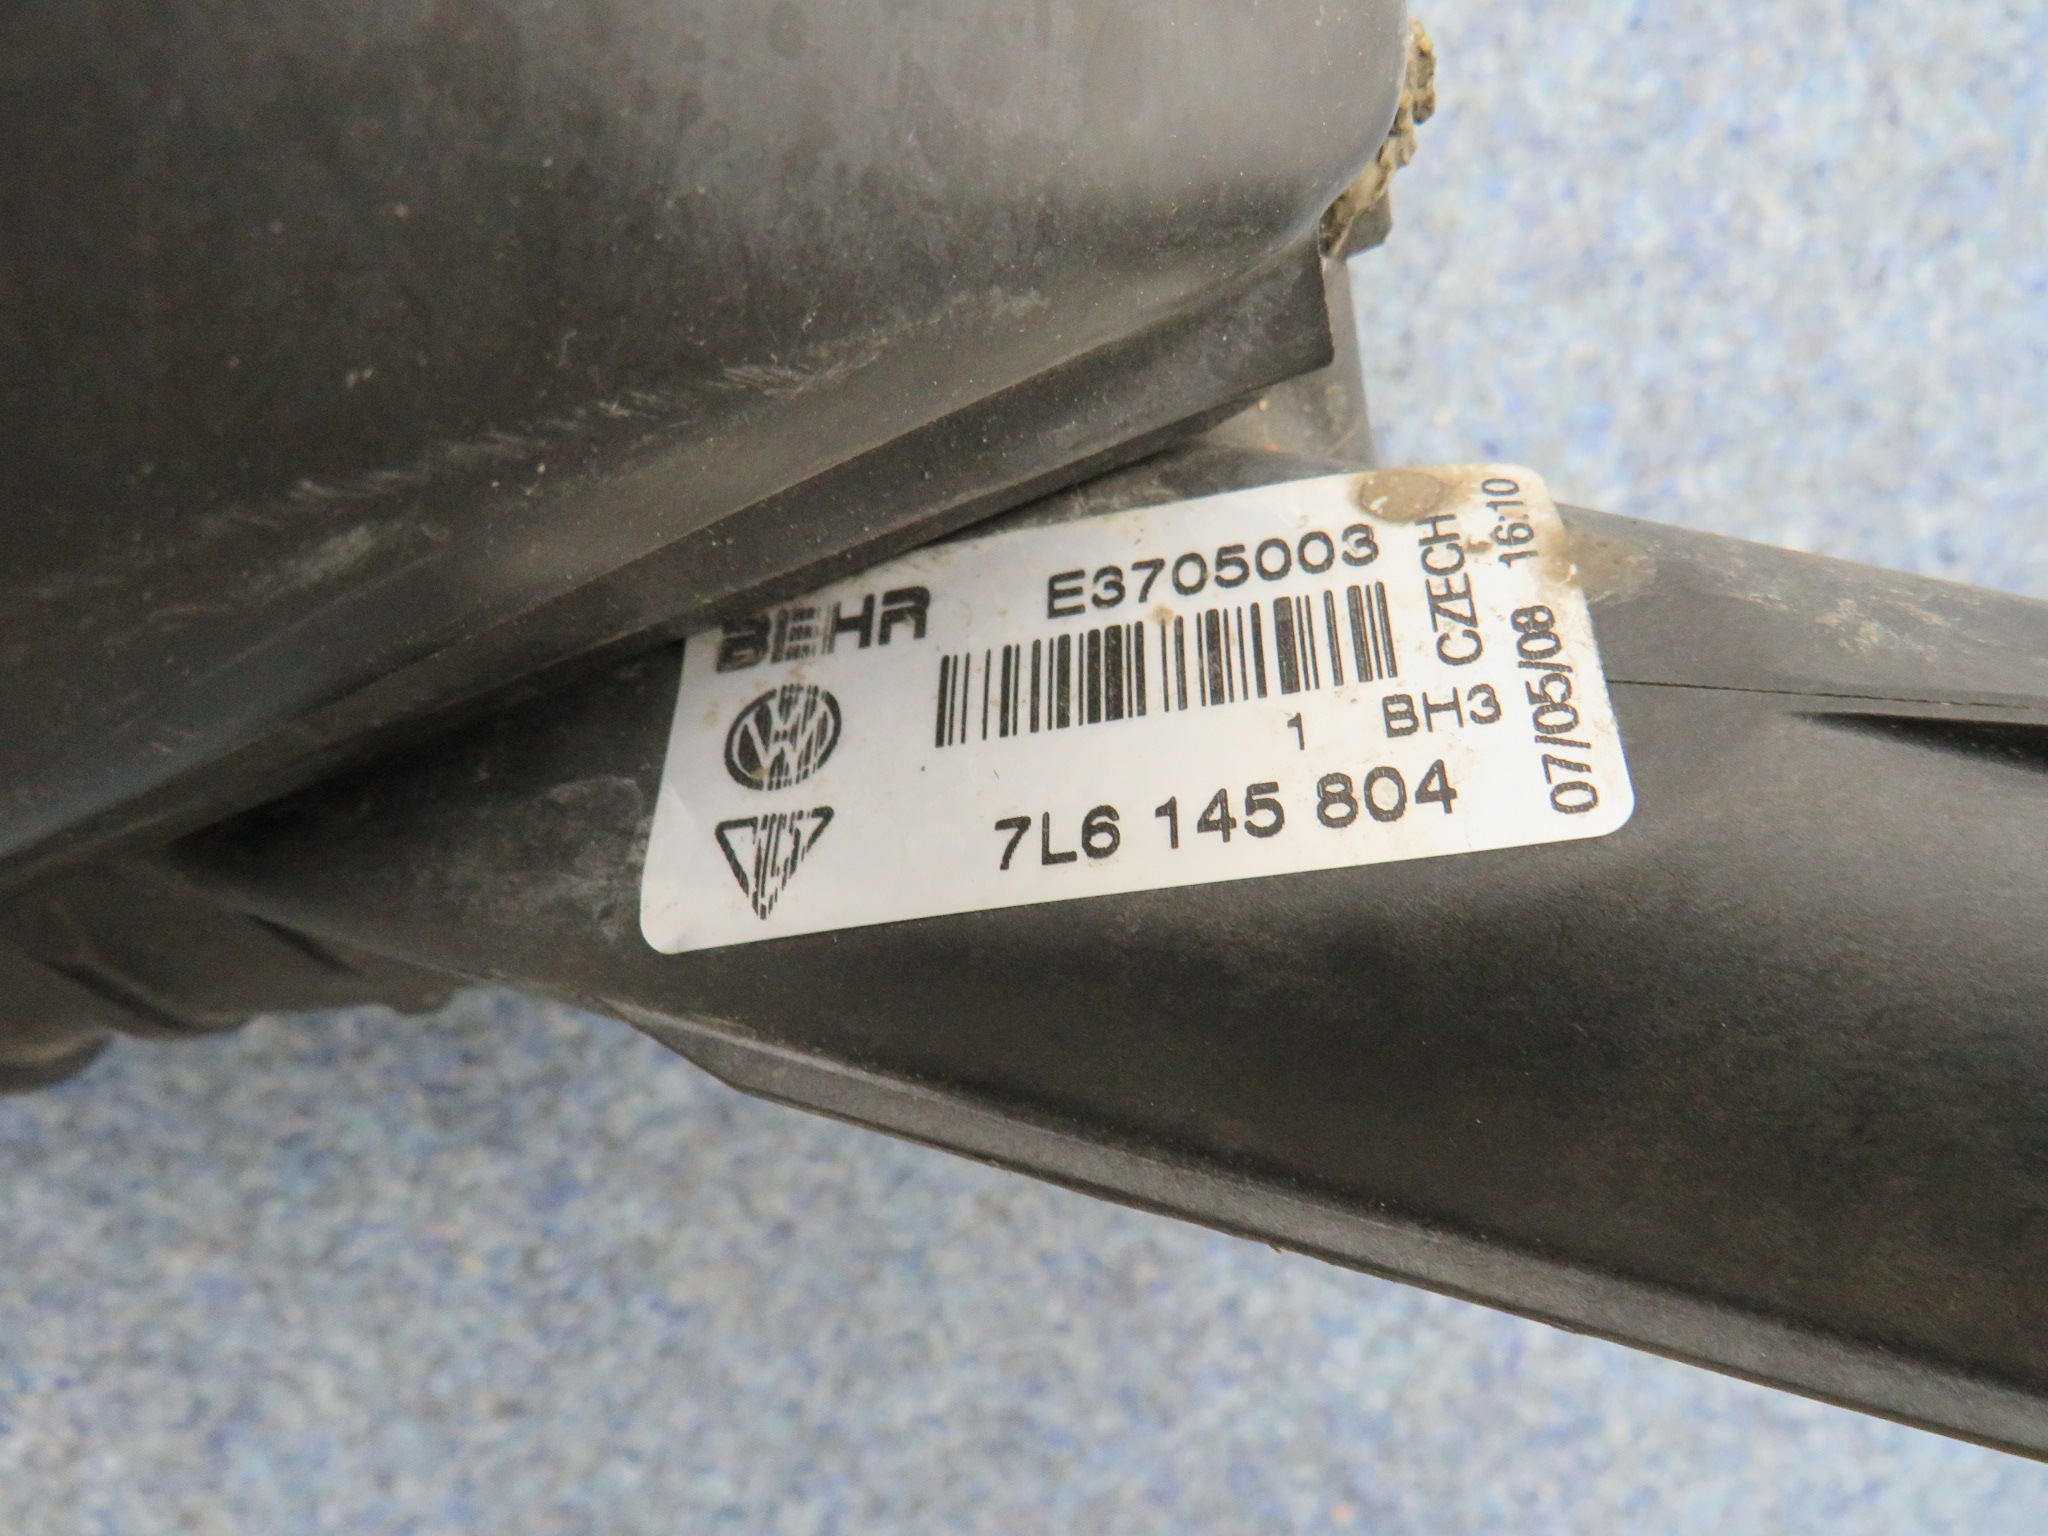 BEHR E3705003
1 BH3
7L6 145 804
CZECH
07/05/08 16:10